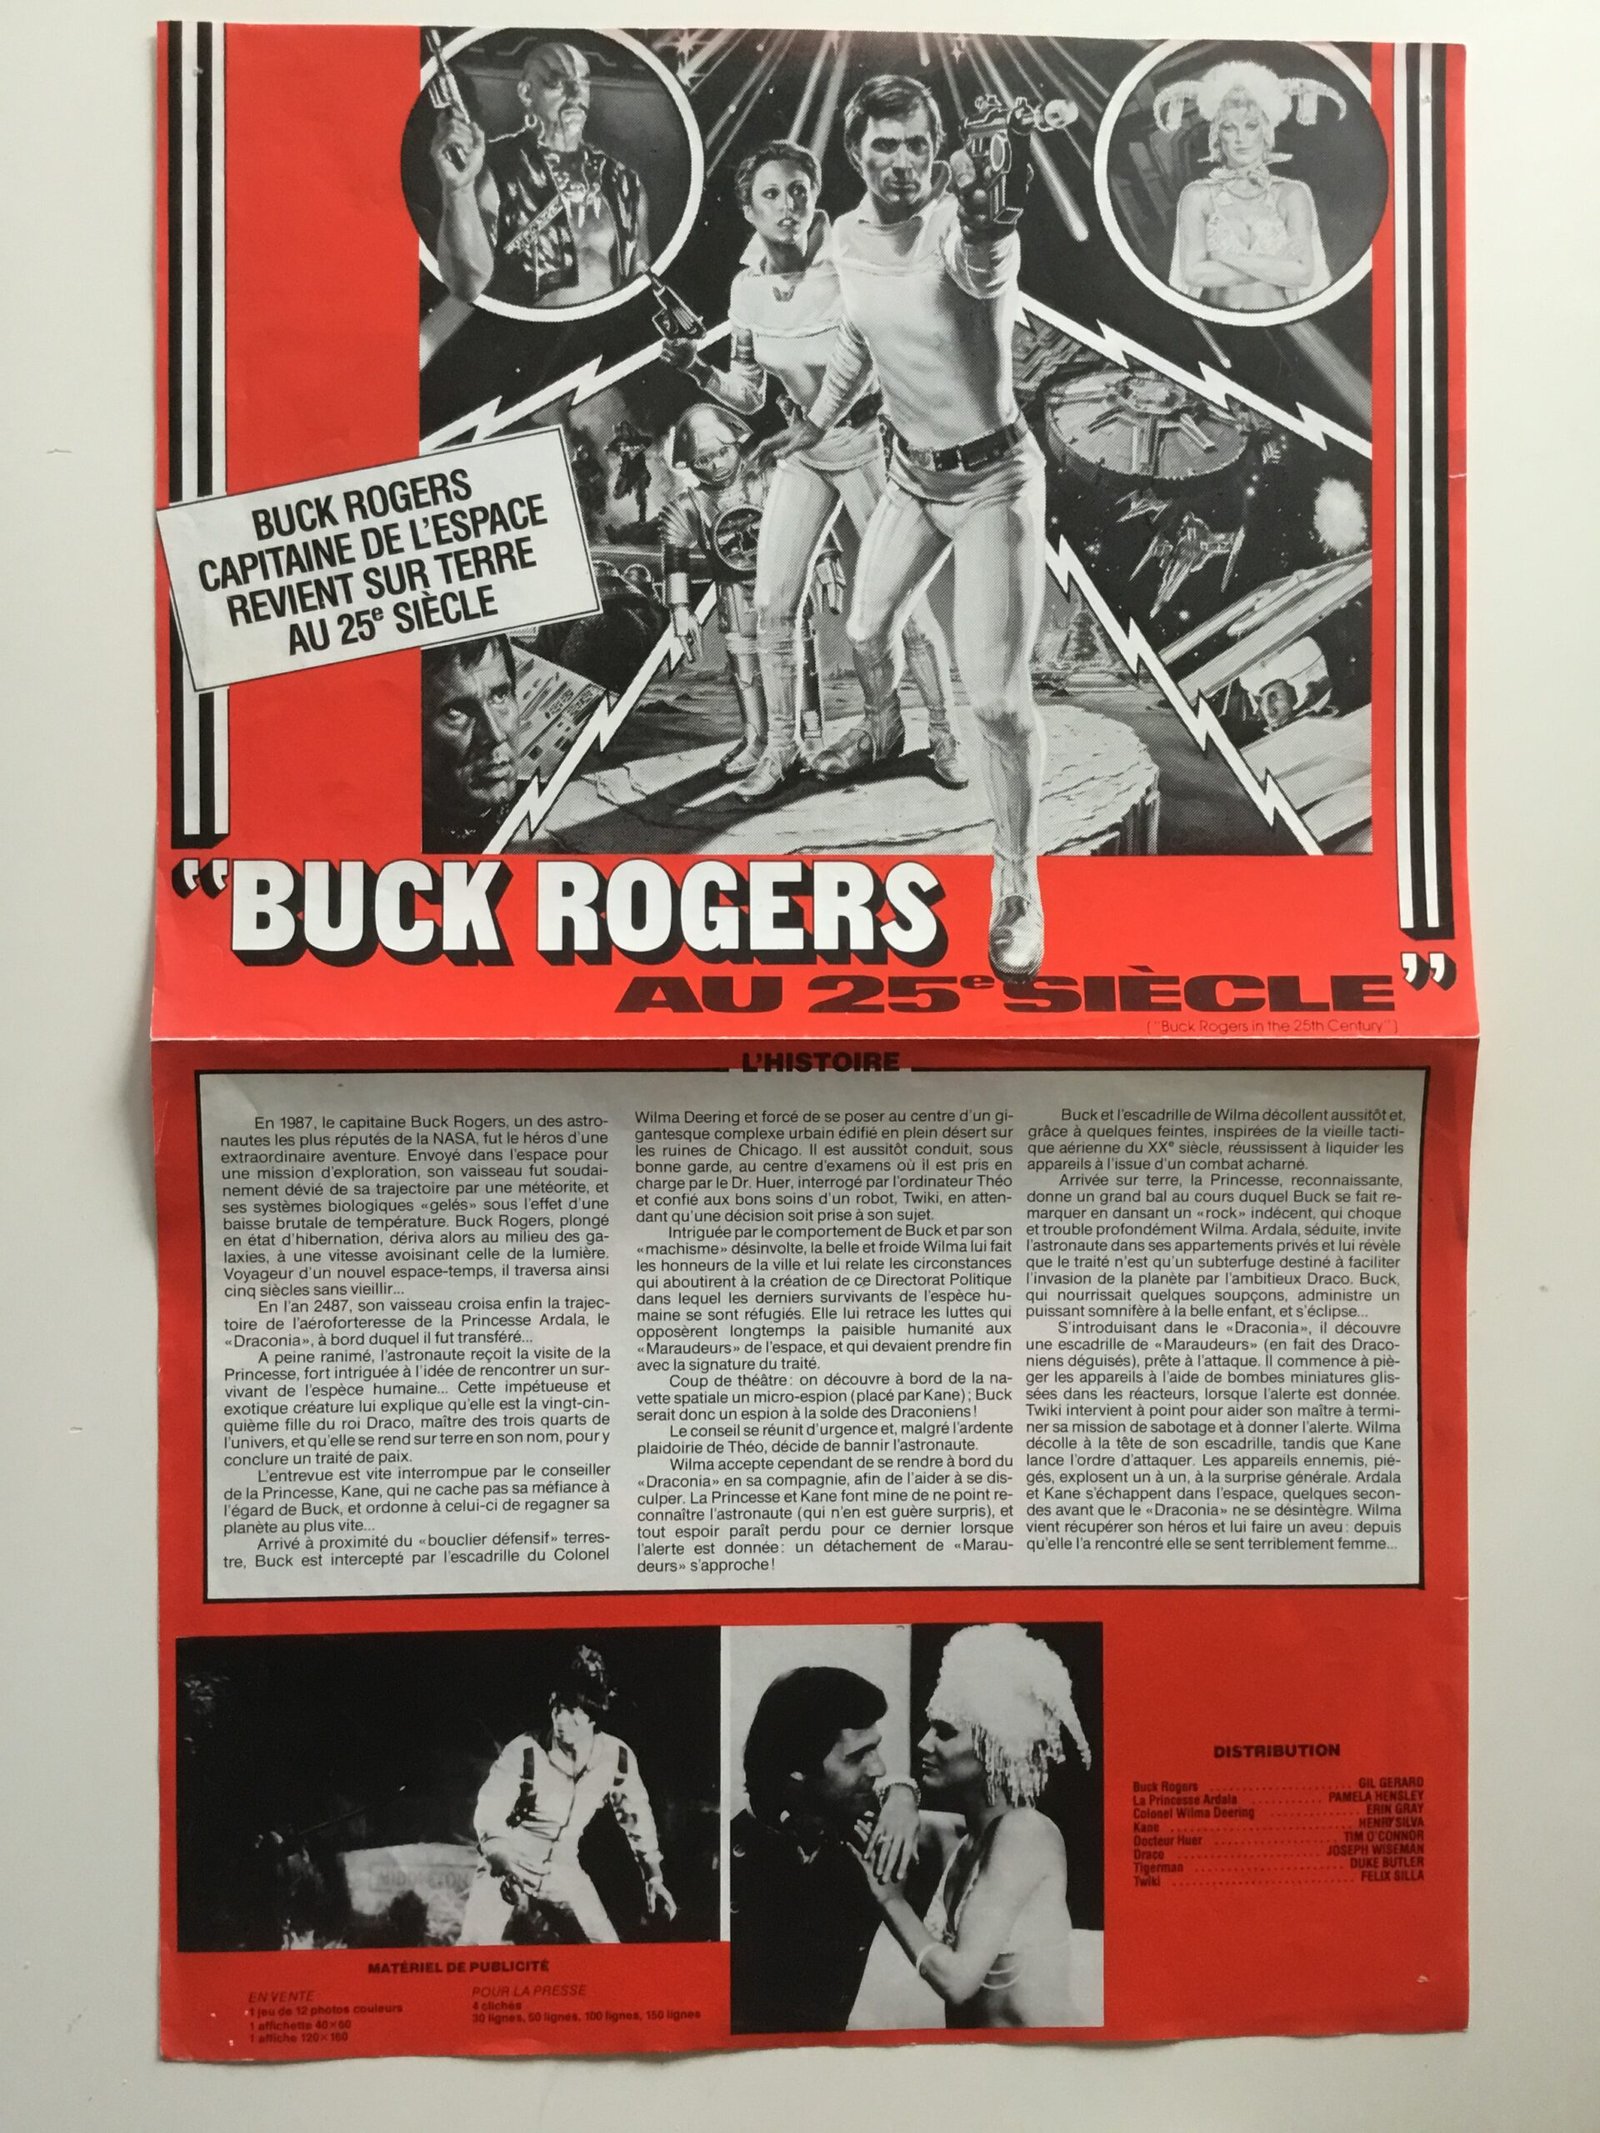 BUCK ROGERS
CAPITAINE DE L'ESPACE
REVIENT SUR TERRE
AU 25e SIÈCLE
“BUCK ROGERS
AU 25e SIÈCLE”
("Buck Rogers in the 25th Century")
L'HISTOIRE
En 1987, le capitaine Buck Rogers, un des astro-
nautes les plus réputés de la NASA, fut le héros d'une
extraordinaire aventure. Envoyé dans l'espace pour
une mission d'exploration, son vaisseau fut soudai-
nement dévié de sa trajectoire par une météorite, et
ses systèmes biologiques «gelés» sous l'effet d'une
baisse brutale de température. Buck Rogers, plongé
en état d'hibernation, dériva alors au milieu des ga-
laxies, à une vitesse avoisinant celle de la lumière.
Voyageur d'un nouvel espace-temps, il traversa ainsi
cinq siècles sans vieillir...
En l'an 2487, son vaisseau croisa enfin la trajec-
toire de l'aéroforteresse de la Princesse Ardala, le
«Draconia», à bord duquel il fut transféré...
A peine ranimé, l'astronaute reçoit la visite de la
Princesse, fort intriguée à l'idée de rencontrer un sur-
vivant de l'espèce humaine... Cette impétueuse et
exotique créature lui explique qu'elle est la vingt-cin-
quième fille du roi Draco, maître des trois quarts de
l'univers, et qu'elle se rend sur terre en son nom, pour y
conclure un traité de paix.
L'entrevue est vite interrompue par le conseiller
de la Princesse, Kane, qui ne cache pas sa méfiance à
l'égard de Buck, et ordonne à celui-ci de regagner sa
planète au plus vite...
Arrivé à proximité du «bouclier défensif» terres-
tre, Buck est intercepté par l'escadrille du Colonel
Wilma Deering et forcé de se poser au centre d'un gi-
gantesque complexe urbain édifié en plein désert sur
les ruines de Chicago. Il est aussitôt conduit, sous
bonne garde, au centre d'examens où il est pris en
charge par le Dr. Huer, interrogé par l'ordinateur Théo
et confié aux bons soins d'un robot, Twiki, en atten-
dant qu'une décision soit prise à son sujet.
Intriguée par le comportement de Buck et par son
«machisme» désinvolte, la belle et froide Wilma lui fait
les honneurs de la ville et lui relate les circonstances
qui aboutirent à la création de ce Directorat Politique
dans lequel les derniers survivants de l'espèce hu-
maine se sont réfugiés. Elle lui retrace les luttes qui
opposèrent longtemps la paisible humanité aux
«Maraudeurs» de l'espace, et qui devaient prendre fin
avec la signature du traité.
Coup de théâtre: on découvre à bord de la na-
vette spatiale un micro-espion (placé par Kane); Buck
serait donc un espion à la solde des Draconiens!
Le conseil se réunit d'urgence et, malgré l'ardente
plaidoirie de Théo, décide de bannir l'astronaute.
Wilma accepte cependant de se rendre à bord du
«Draconia» en sa compagnie, afin de l'aider à se dis-
culper. La Princesse et Kane font mine de ne point re-
connaître l'astronaute (qui n'en est guère surpris), et
tout espoir paraît perdu pour ce dernier lorsque
l'alerte est donnée: un détachement de «Marau-
deurs» s'approche!
Buck et l'escadrille de Wilma décollent aussitôt et,
grâce à quelques feintes, inspirées de la vieille tacti-
que aérienne du XXe siècle, réussissent à liquider les
appareils à l'issue d'un combat acharné.
Arrivée sur terre, la Princesse, reconnaissante,
donne un grand bal au cours duquel Buck se fait re-
marquer en dansant un «rock» indécent, qui choque
et trouble profondément Wilma. Ardala, séduite, invite
l'astronaute dans ses appartements privés et lui révèle
que le traité n'est qu'un subterfuge destiné à faciliter
l'invasion de la planète par l'ambitieux Draco. Buck,
qui nourrissait quelques soupçons, administre un
puissant somnifère à la belle enfant, et s'éclipse...
S'introduisant dans le «Draconia», il découvre
une escadrille de «Maraudeurs» (en fait des Draco-
niens déguisés), prête à l'attaque. Il commence à piè-
ger les appareils à l'aide de bombes miniatures glis-
sées dans les réacteurs, lorsque l'alerte est donnée.
Twiki intervient à point pour aider son maître à termi-
ner sa mission de sabotage et à donner l'alerte. Wilma
décolle à la tête de son escadrille, tandis que Kane
lance l'ordre d'attaquer. Les appareils ennemis, pié-
gés, explosent un à un, à la surprise générale. Ardala
et Kane s'échappent dans l'espace, quelques secon-
des avant que le «Draconia» ne se désintègre. Wilma
vient récupérer son héros et lui faire un aveu: depuis
qu'elle l'a rencontré elle se sent terriblement femme...
DISTRIBUTION
Buck Rogers ........ GIL GERARD
La Princesse Ardala ........ PAMELA HENSLEY
Colonel Wilma Deering ........ ERIN GRAY
Kane ........ HENRY SILVA
Docteur Huer ........ TIM O'CONNOR
Draco ........ JOSEPH WISEMAN
Tigerman ........ DUKE BUTLER
Twiki ........ FELIX SILLA
MATÉRIEL DE PUBLICITÉ
EN VENTE
1 jeu de 12 photos couleurs
1 affichette 40×60
1 affiche 120×160
POUR LA PRESSE
4 clichés
30 lignes, 50 lignes, 100 lignes, 150 lignes